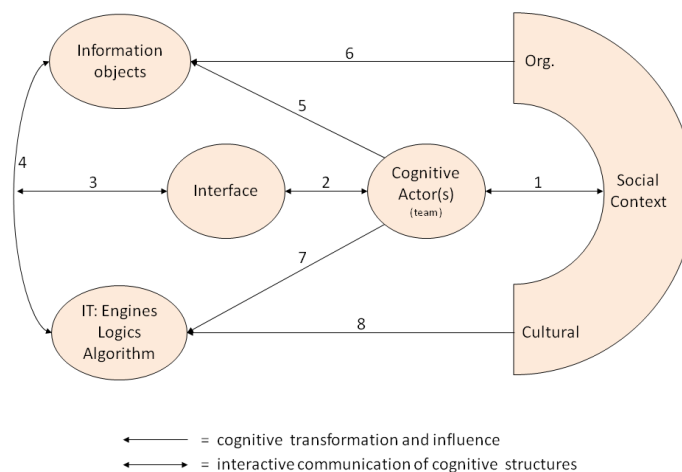 Information
objects
6
Org.
5
4
3
Interface
2
Cognitive
Actor(s)
(team)
1
Social
Context
7
IT: Engines
Logics
Algorithm
8
Cultural
= cognitive transformation and influence
= interactive communication of cognitive structures